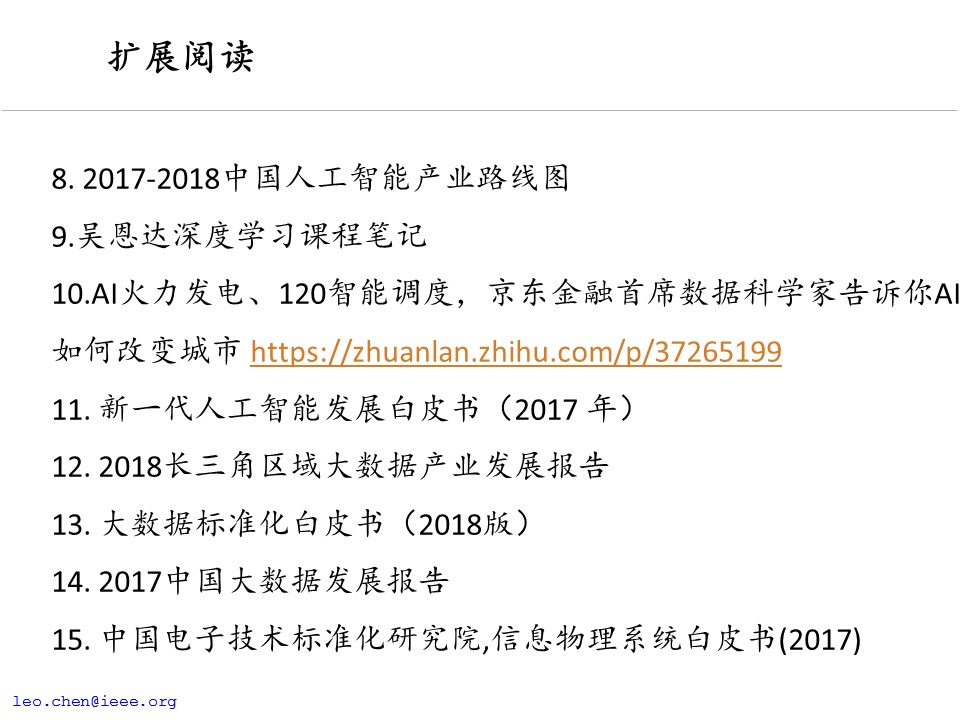 扩展阅读
8. 2017-2018中国人工智能产业路线图
9.吴恩达深度学习课程笔记
10.AI火力发电、120智能调度，京东金融首席数据科学家告诉你AI
如何改变城市 https://zhuanlan.zhihu.com/p/37265199
11. 新一代人工智能发展白皮书（2017 年）
12. 2018长三角区域大数据产业发展报告
13. 大数据标准化白皮书（2018版）
14. 2017中国大数据发展报告
15. 中国电子技术标准化研究院,信息物理系统白皮书(2017)
leo.chen@ieee.org